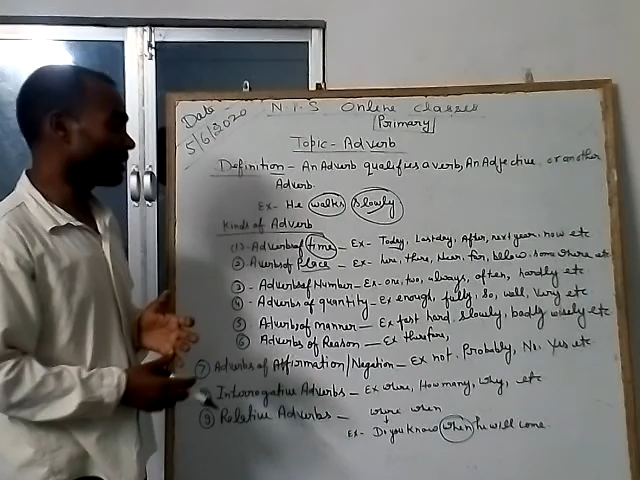 Date -
5/6/2020
N.I.S Online Classes
[Primary]
Topic - Adverb
Definition - An Adverb qualifies a verb, An Adjective or another
Adverb.
Ex - He walks slowly
Kinds of Adverb
(1) - Adverbs of time - Ex - Today, Lastday, After, next year, now etc
(2) Averbs of Place - Ex - here, there, Near, far, bellow, some where etc
(3) - Adverbs of Number - Ex - one, two, always, often, hardly etc
(4) - Adverbs of quantity - Ex enough, fully, so, well, Very etc
(5) Adverbs of manner - Ex fast hard, slowly, badly wisely etc
(6) Adverbs of Reason - Ex therefore,
(7) Adverbs of Affirmation/Negation - Ex not, Probably, No, Yes etc
Interrogative Adverbs - Ex where, How many, why, etc
(9) Relative Adverbs - where when
Ex - Do you know when he will come